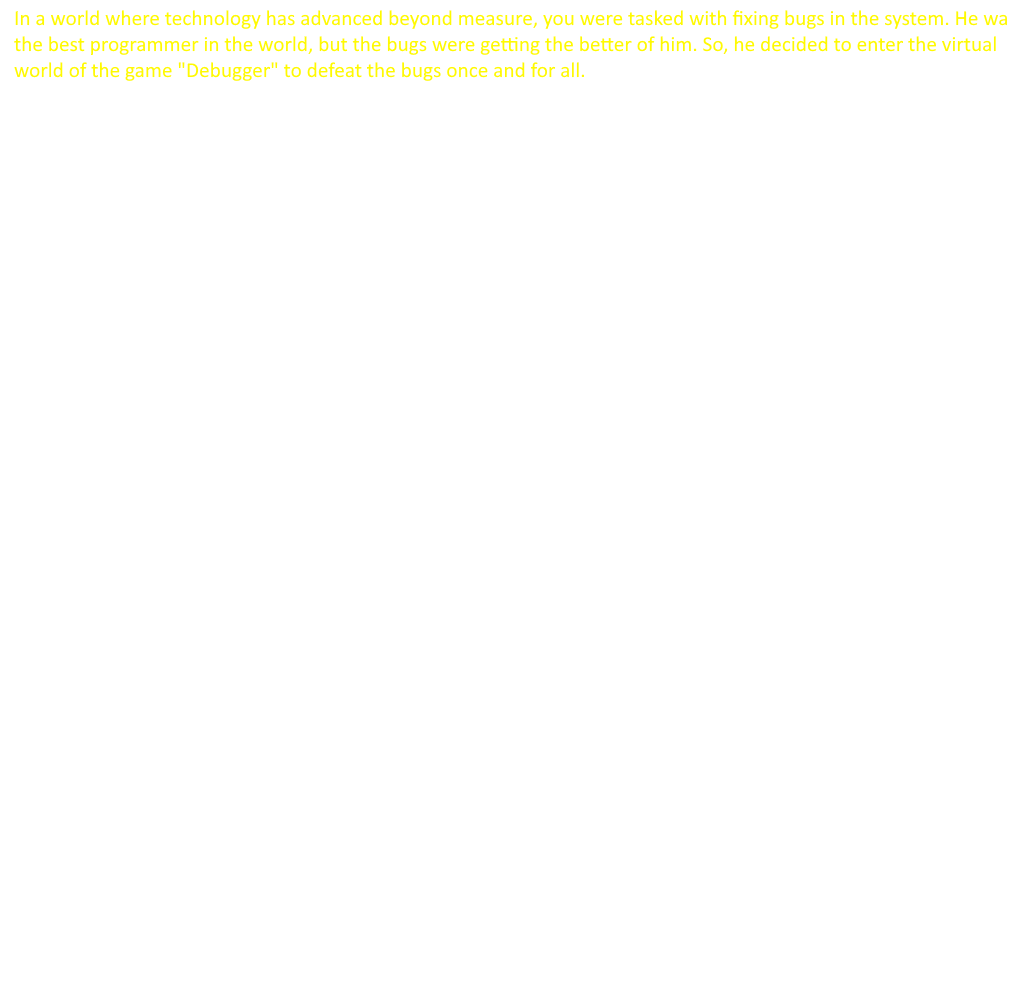 In a world where technology has advanced beyond measure, you were tasked with fixing bugs in the system. He wa
the best programmer in the world, but the bugs were getting the better of him. So, he decided to enter the virtual
world of the game "Debugger" to defeat the bugs once and for all.